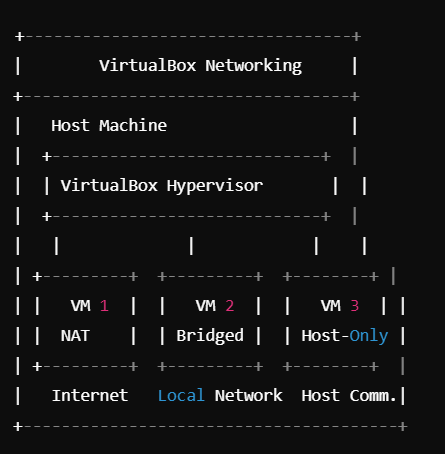 +----------------------------------+
|        VirtualBox Networking     |
+----------------------------------+
|   Host Machine                   |
|  +----------------------------+  |
|  | VirtualBox Hypervisor       |  |
|  +----------------------------+  |
|   |             |            |    |
| +---------+  +---------+  +--------+ |
| |   VM 1  |  |   VM 2  |  |   VM 3  | |
| |  NAT    |  | Bridged |  | Host-Only |
| +---------+  +---------+  +--------+  |
|   Internet   Local Network  Host Comm.|
+---------------------------------------+